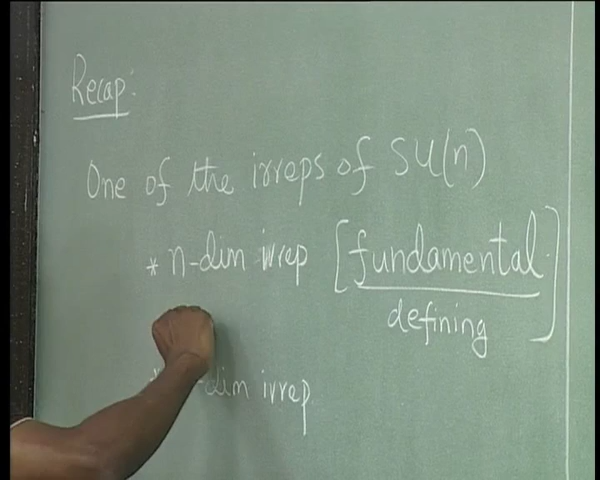 Recap:
One of the irreps of SU(n)
* n-dim irrep [fundamental]
defining
-dim irrep